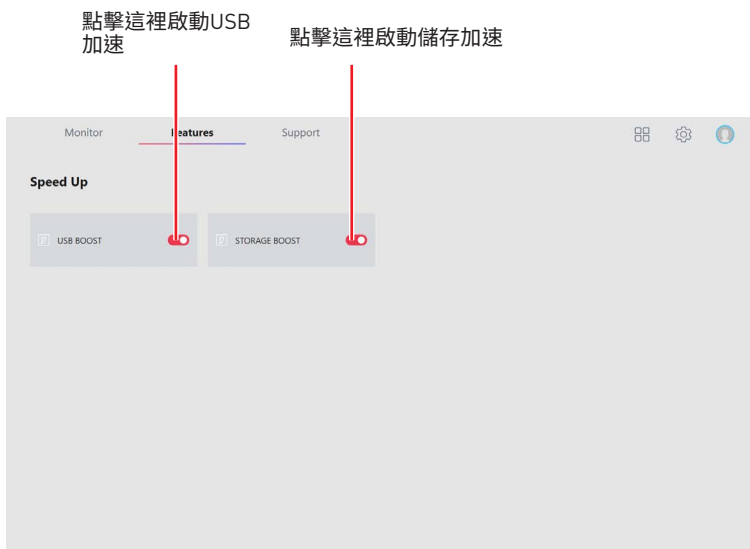 點擊這裡啟動USB
加速
點擊這裡啟動儲存加速
Monitor
Features
Support
Speed Up
USB BOOST
STORAGE BOOST